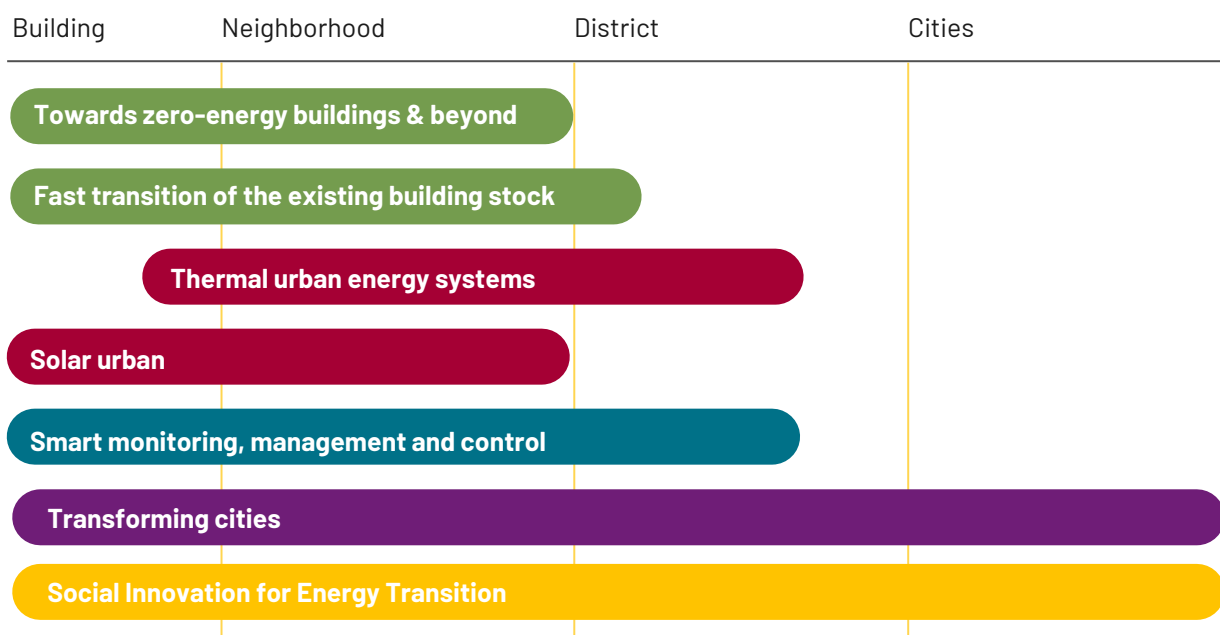 Building Neighborhood District Cities
Towards zero-energy buildings & beyond
Fast transition of the existing building stock
Thermal urban energy systems
Solar urban
Smart monitoring, management and control
Transforming cities
Social Innovation for Energy Transition